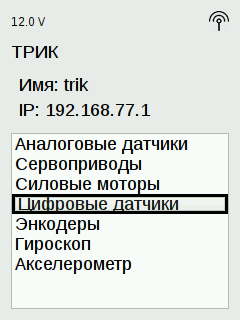 12.0 V
ТРИК
Имя: trik
IP: 192.168.77.1
Аналоговые датчики
Сервоприводы
Силовые моторы
Цифровые датчики
Энкодеры
Гироскоп
Акселерометр